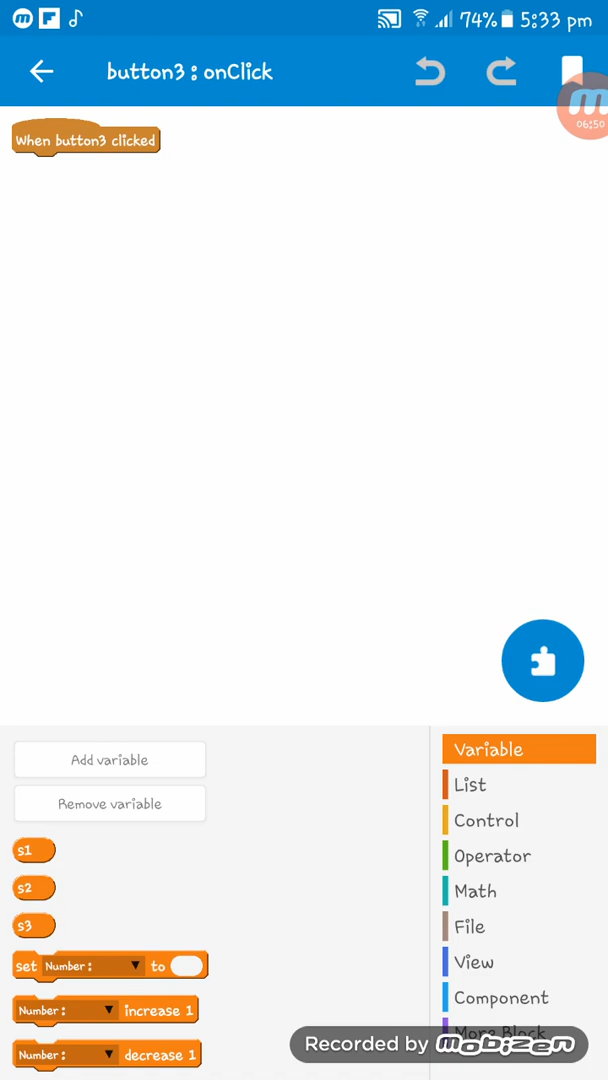 74% 5:33 pm
button3 : onClick
06:50
When button3 clicked
Add variable
Remove variable
s1
s2
s3
set Number: to
Number: increase 1
Number: decrease 1
Variable
List
Control
Operator
Math
File
View
Component
More Block
Recorded by mobizen